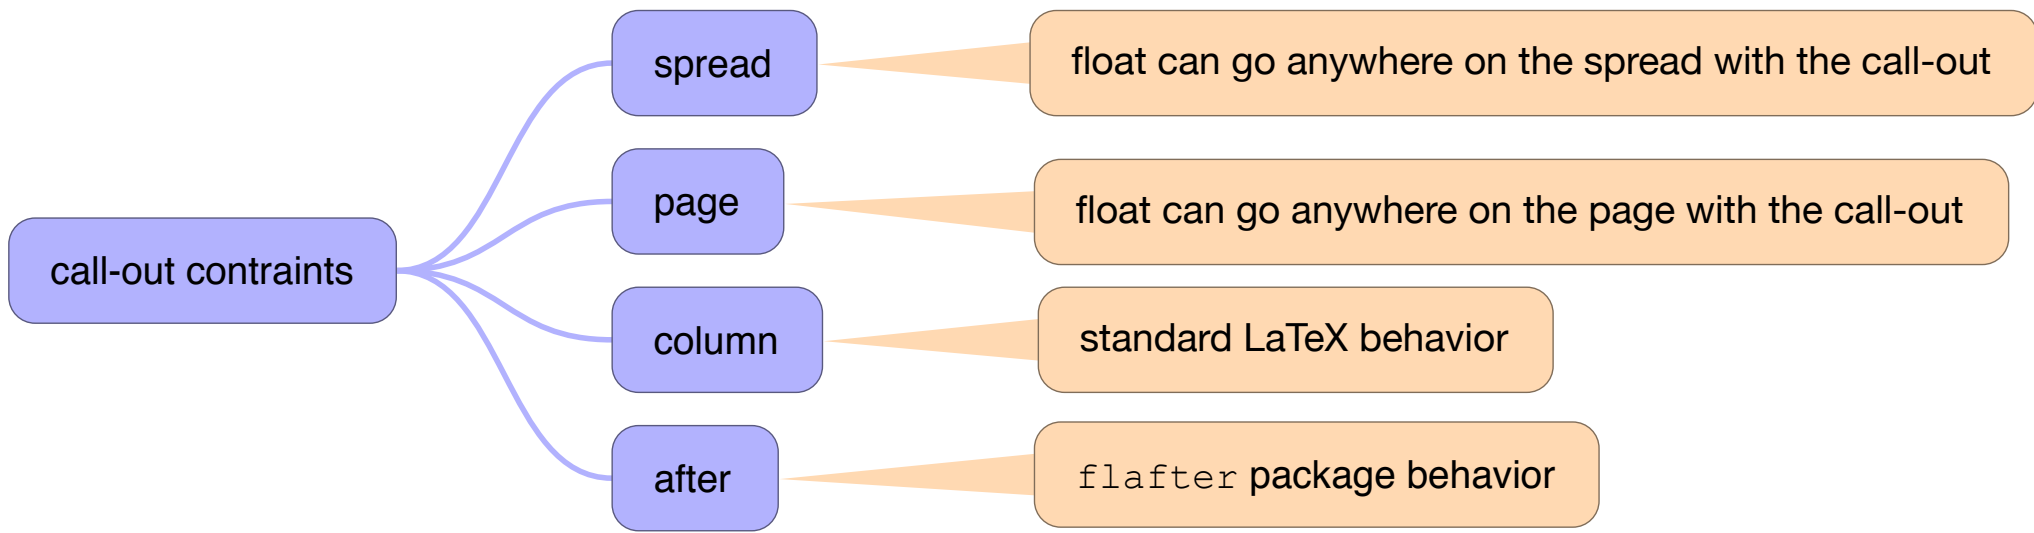 call-out contraints
spread
float can go anywhere on the spread with the call-out
page
float can go anywhere on the page with the call-out
column
standard LaTeX behavior
after
flafter package behavior